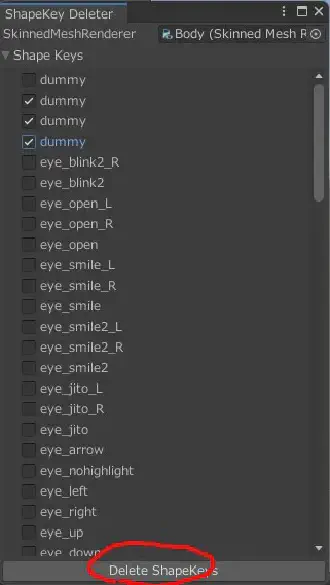 ShapeKey Deleter
SkinnedMeshRenderer
Body (Skinned Mesh R
Shape Keys
dummy
dummy
dummy
dummy
eye_blink2_R
eye_blink2
eye_open_L
eye_open_R
eye_open
eye_smile_L
eye_smile_R
eye_smile
eye_smile2_L
eye_smile2_R
eye_smile2
eye_jito_L
eye_jito_R
eye_jito
eye_arrow
eye_nohighlight
eye_left
eye_right
eye_up
eye_down
Delete ShapeKeys